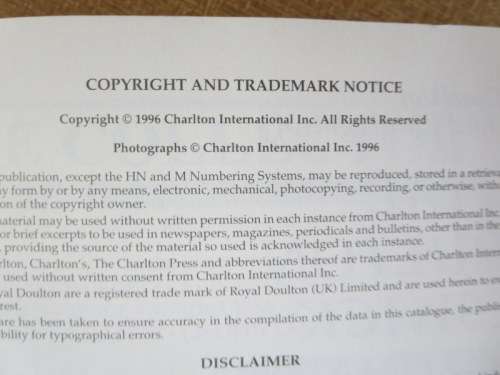 COPYRIGHT AND TRADEMARK NOTICE
Copyright © 1996 Charlton International Inc. All Rights Reserved
Photographs © Charlton International Inc. 1996
publication, except the HN and M Numbering Systems, may be reproduced, stored in a retrieva
y form by or by any means, electronic, mechanical, photocopying, recording, or otherwise, with
on of the copyright owner.
material may be used without written permission in each instance from Charlton International Inc.
or brief excerpts to be used in newspapers, magazines, periodicals and bulletins, other than in the
, providing the source of the material so used is acknowledged in each instance.
rlton, Charlton's, The Charlton Press and abbreviations thereof are trademarks of Charlton Intern
used without written consent from Charlton International Inc.
yal Doulton are a registered trade mark of Royal Doulton (UK) Limited and are used herein to en
rest.
are has been taken to ensure accuracy in the compilation of the data in this catalogue, the publi
bility for typographical errors.
DISCLAIMER